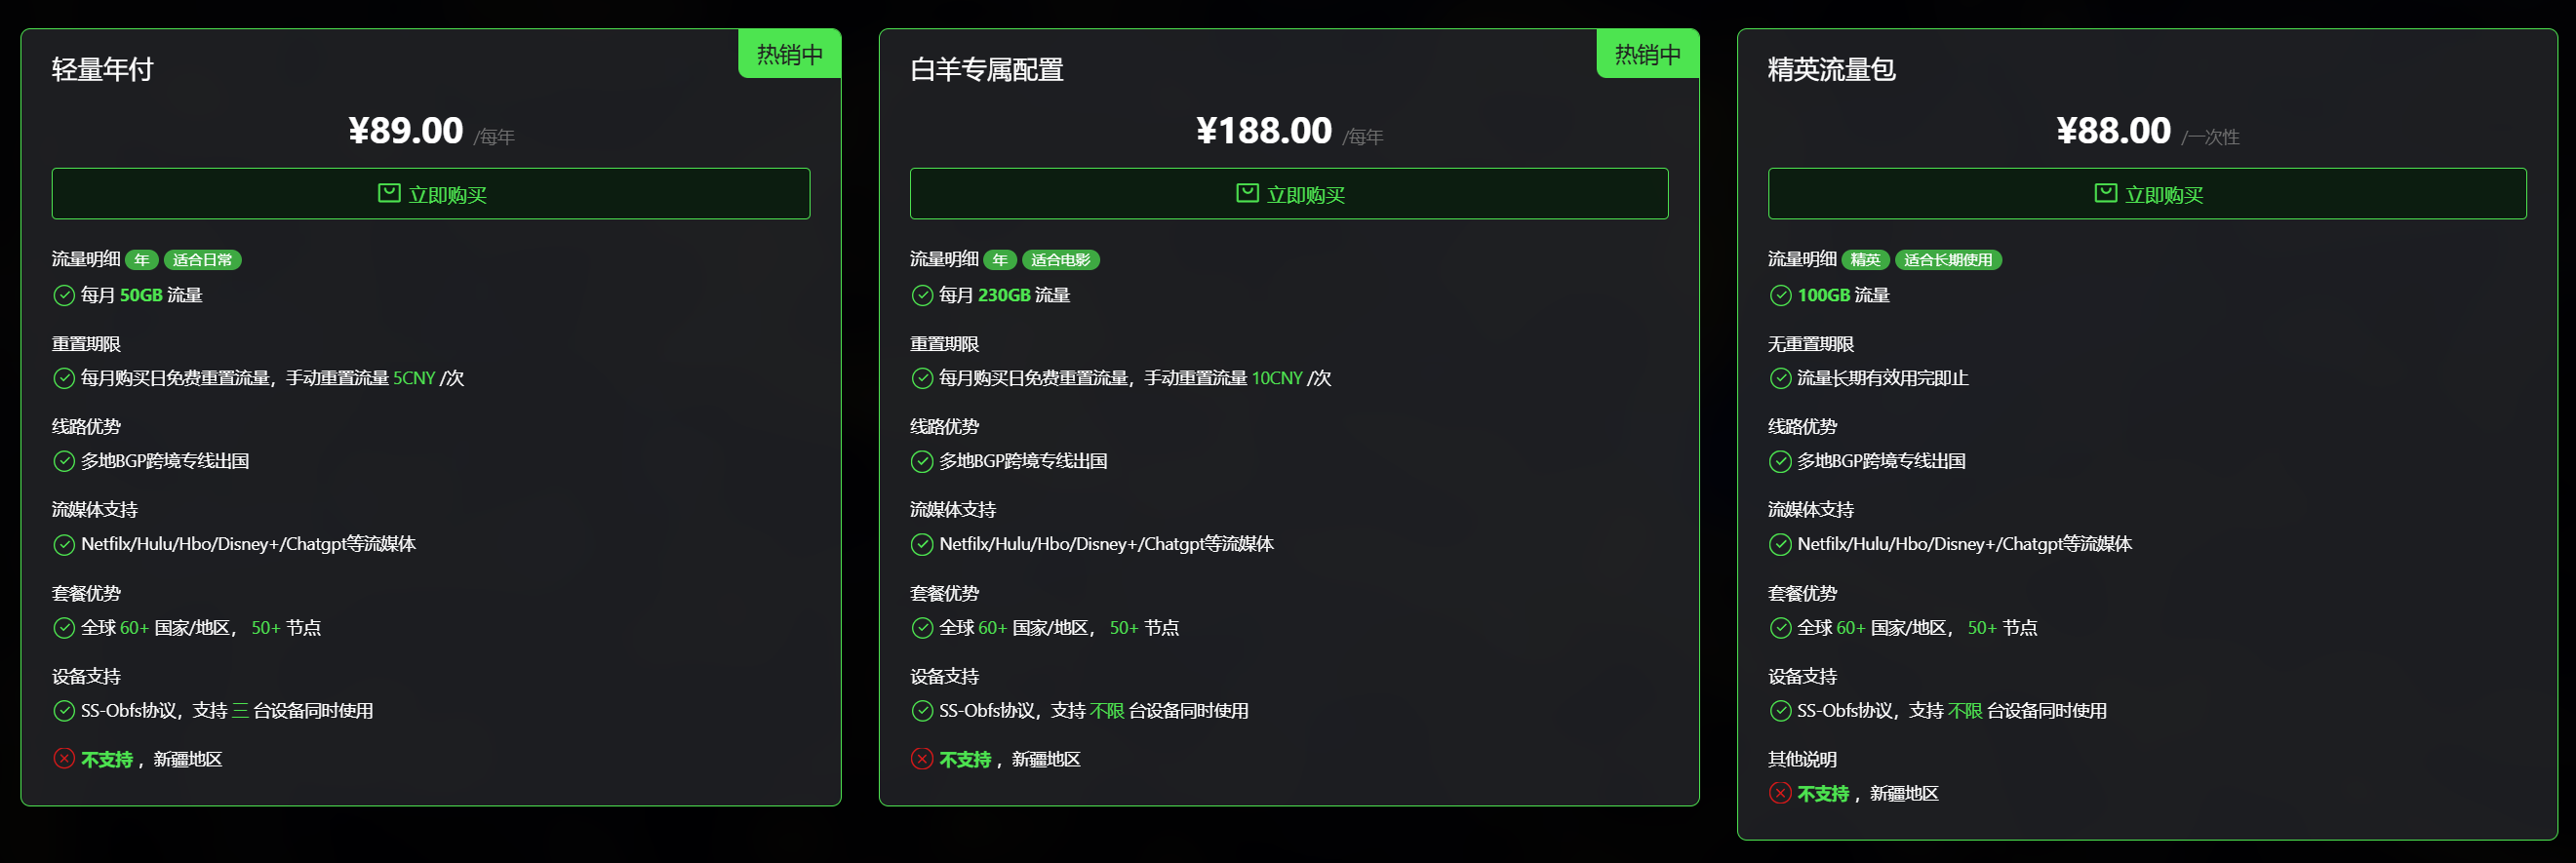 轻量年付
热销中
¥89.00 /每年
立即购买
流量明细 年 适合日常
每月 50GB 流量
重置期限
每月购买日免费重置流量，手动重置流量 5CNY /次
线路优势
多地BGP跨境专线出国
流媒体支持
Netfilx/Hulu/Hbo/Disney+/Chatgpt等流媒体
套餐优势
全球 60+ 国家/地区， 50+ 节点
设备支持
SS-Obfs协议，支持 三 台设备同时使用
不支持 ，新疆地区
白羊专属配置
热销中
¥188.00 /每年
立即购买
流量明细 年 适合电影
每月 230GB 流量
重置期限
每月购买日免费重置流量，手动重置流量 10CNY /次
线路优势
多地BGP跨境专线出国
流媒体支持
Netfilx/Hulu/Hbo/Disney+/Chatgpt等流媒体
套餐优势
全球 60+ 国家/地区， 50+ 节点
设备支持
SS-Obfs协议，支持 不限 台设备同时使用
不支持 ，新疆地区
精英流量包
¥88.00 /一次性
立即购买
流量明细 精英 适合长期使用
100GB 流量
无重置期限
流量长期有效用完即止
线路优势
多地BGP跨境专线出国
流媒体支持
Netfilx/Hulu/Hbo/Disney+/Chatgpt等流媒体
套餐优势
全球 60+ 国家/地区， 50+ 节点
设备支持
SS-Obfs协议，支持 不限 台设备同时使用
其他说明
不支持 ，新疆地区